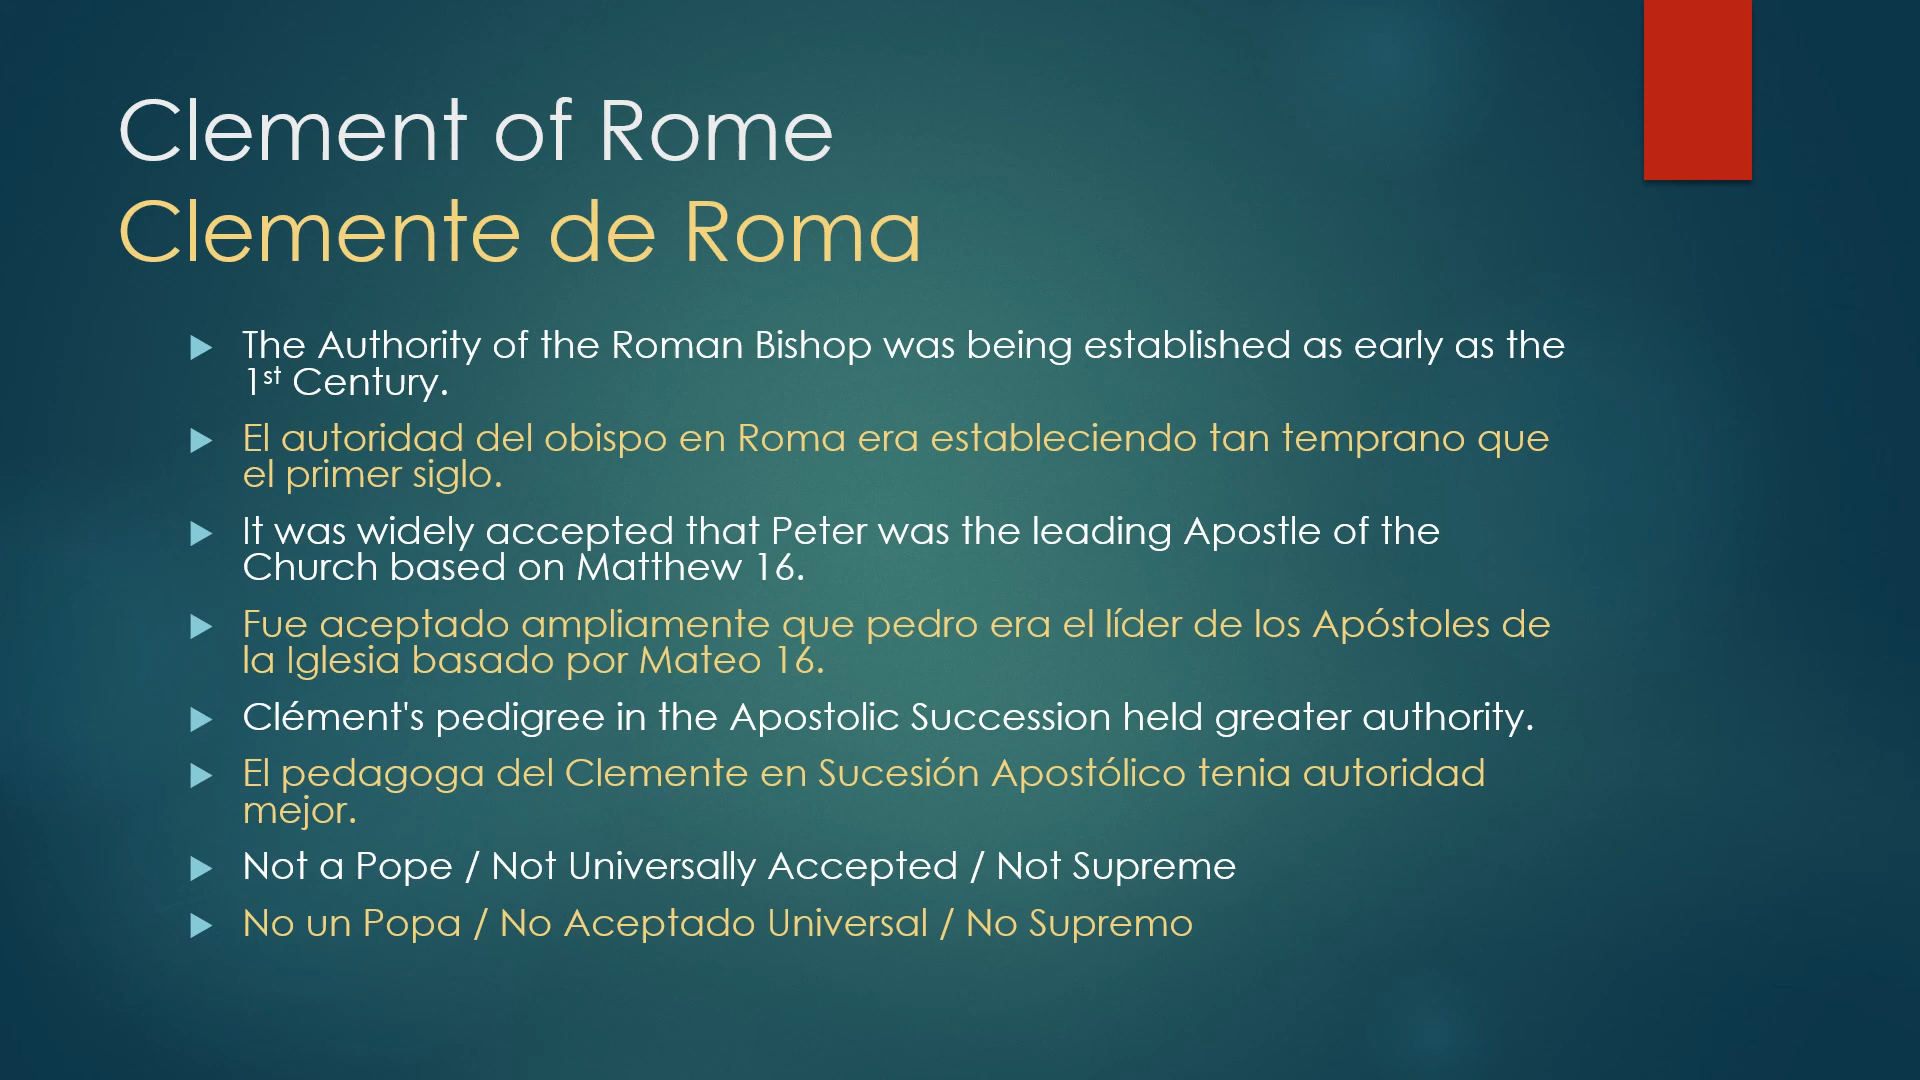 Clement of Rome
Clemente de Roma
The Authority of the Roman Bishop was being established as early as the
1st Century.
El autoridad del obispo en Roma era estableciendo tan temprano que
el primer siglo.
It was widely accepted that Peter was the leading Apostle of the
Church based on Matthew 16.
Fue aceptado ampliamente que pedro era el líder de los Apóstoles de
la Iglesia basado por Mateo 16.
Clément's pedigree in the Apostolic Succession held greater authority.
El pedagoga del Clemente en Sucesión Apostólico tenia autoridad
mejor.
Not a Pope / Not Universally Accepted / Not Supreme
No un Popa / No Aceptado Universal / No Supremo